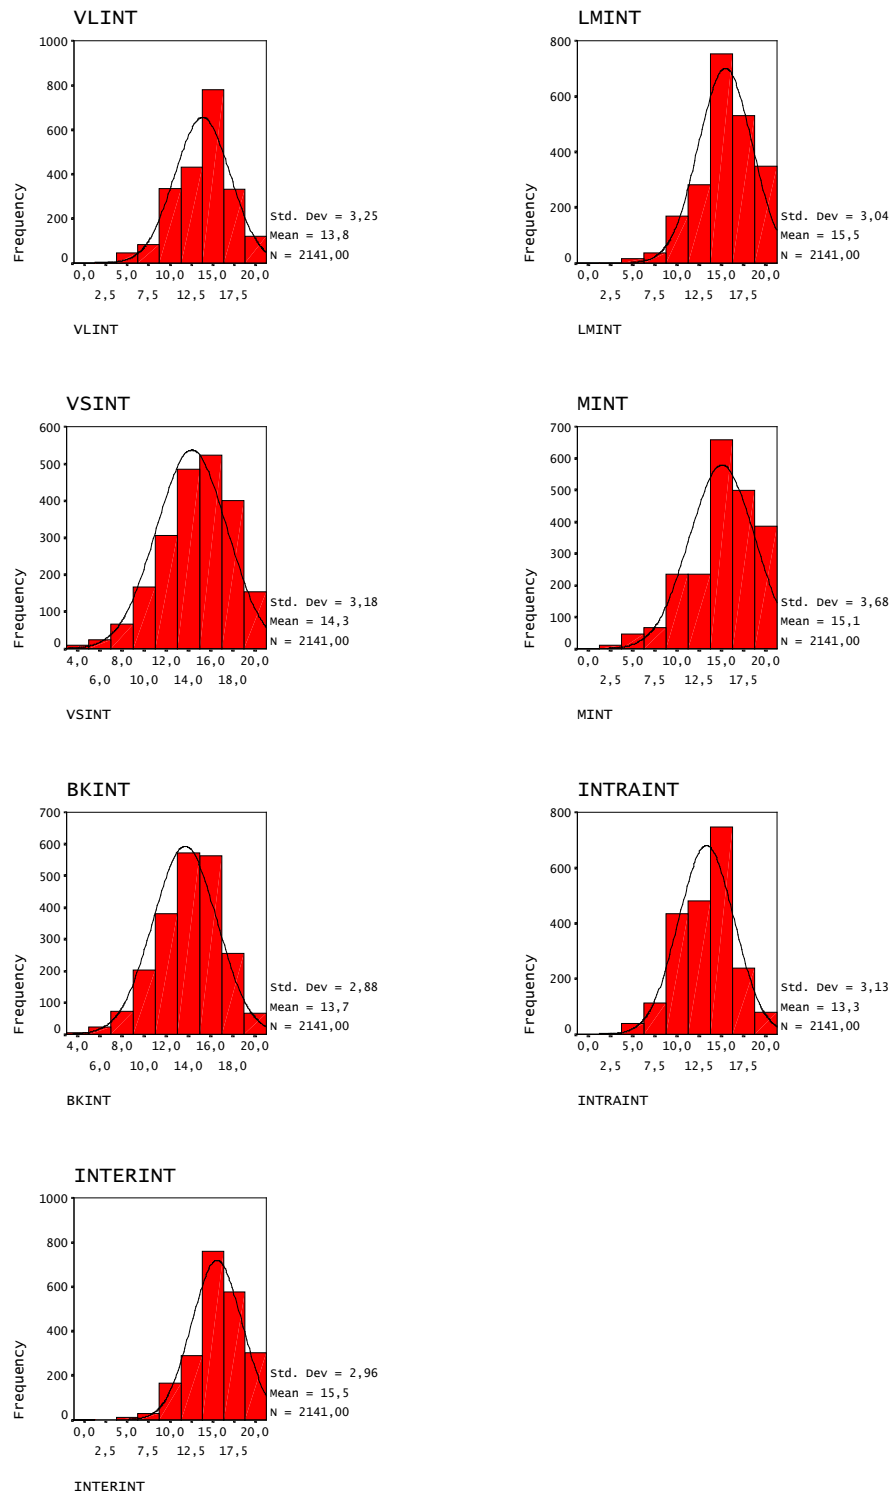 VLINT
1000
800
600
400
200
0
Frequency
0,0 5,0 10,0 15,0 20,0
2,5 7,5 12,5 17,5
VLINT
Std. Dev = 3,25
Mean = 13,8
N = 2141,00
LMINT
800
600
400
200
0
Frequency
0,0 5,0 10,0 15,0 20,0
2,5 7,5 12,5 17,5
LMINT
Std. Dev = 3,04
Mean = 15,5
N = 2141,00
VSINT
600
500
400
300
200
100
0
Frequency
4,0 8,0 12,0 16,0 20,0
6,0 10,0 14,0 18,0
VSINT
Std. Dev = 3,18
Mean = 14,3
N = 2141,00
MINT
700
600
500
400
300
200
100
0
Frequency
0,0 5,0 10,0 15,0 20,0
2,5 7,5 12,5 17,5
MINT
Std. Dev = 3,68
Mean = 15,1
N = 2141,00
BKINT
700
600
500
400
300
200
100
0
Frequency
4,0 8,0 12,0 16,0 20,0
6,0 10,0 14,0 18,0
BKINT
Std. Dev = 2,88
Mean = 13,7
N = 2141,00
INTRAINT
800
600
400
200
0
Frequency
0,0 5,0 10,0 15,0 20,0
2,5 7,5 12,5 17,5
INTRAINT
Std. Dev = 3,13
Mean = 13,3
N = 2141,00
INTERINT
1000
800
600
400
200
0
Frequency
0,0 5,0 10,0 15,0 20,0
2,5 7,5 12,5 17,5
INTERINT
Std. Dev = 2,96
Mean = 15,5
N = 2141,00